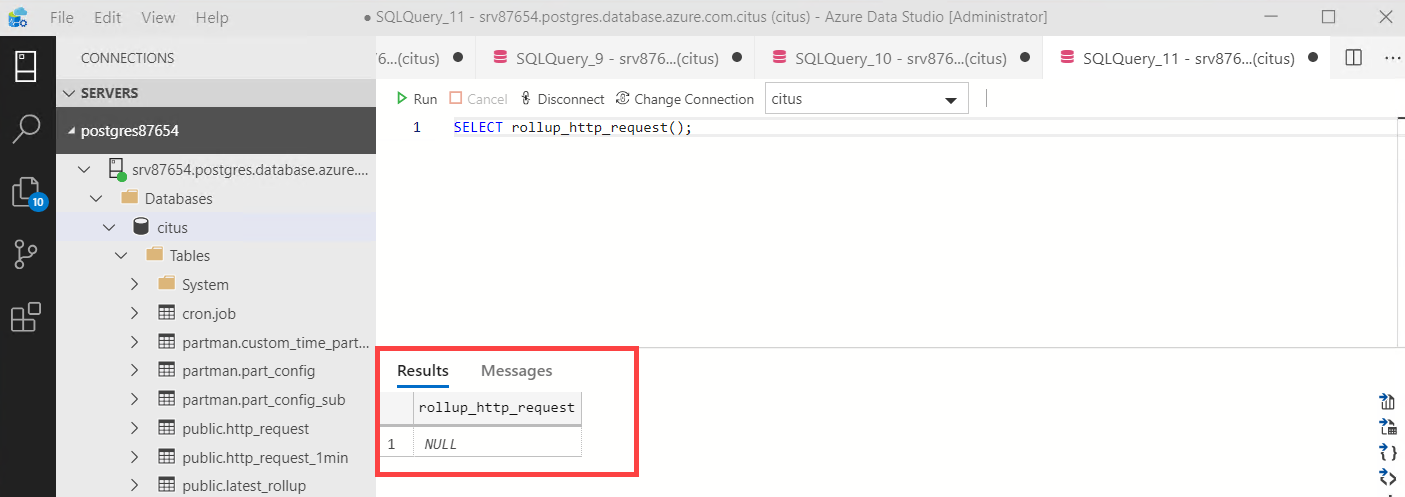 File Edit View Help ● SQLQuery_11 - srv87654.postgres.database.azure.com.citus (citus) - Azure Data Studio [Administrator]
CONNECTIONS
6...(citus) SQLQuery_9 - srv876...(citus) SQLQuery_10 - srv876...(citus) SQLQuery_11 - srv876...(citus)
SERVERS
postgres87654
srv87654.postgres.database.azure....
Databases
citus
Tables
System
cron.job
partman.custom_time_part...
partman.part_config
partman.part_config_sub
public.http_request
public.http_request_1min
public.latest_rollup
10
Run Cancel Disconnect Change Connection citus
1 SELECT rollup_http_request();
Results Messages
rollup_http_request
1 NULL